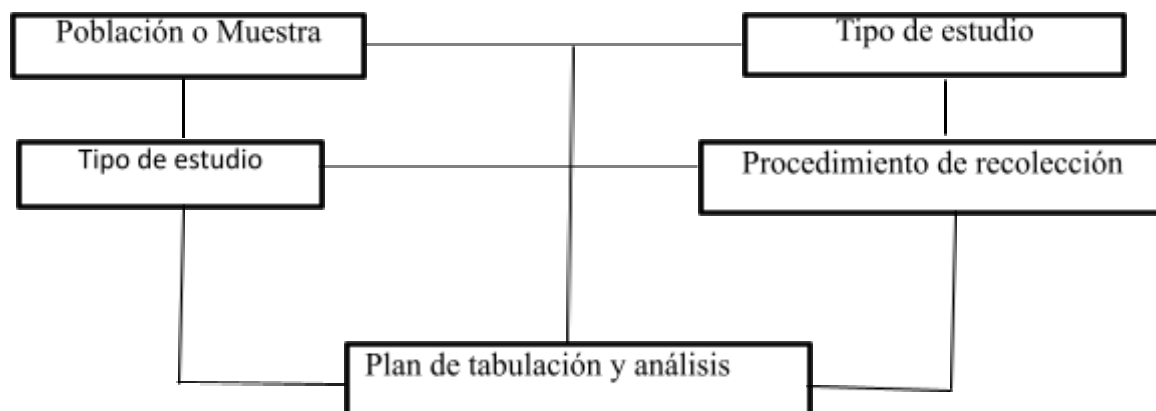 Población o Muestra
Tipo de estudio
Tipo de estudio
Procedimiento de recolección
Plan de tabulación y análisis